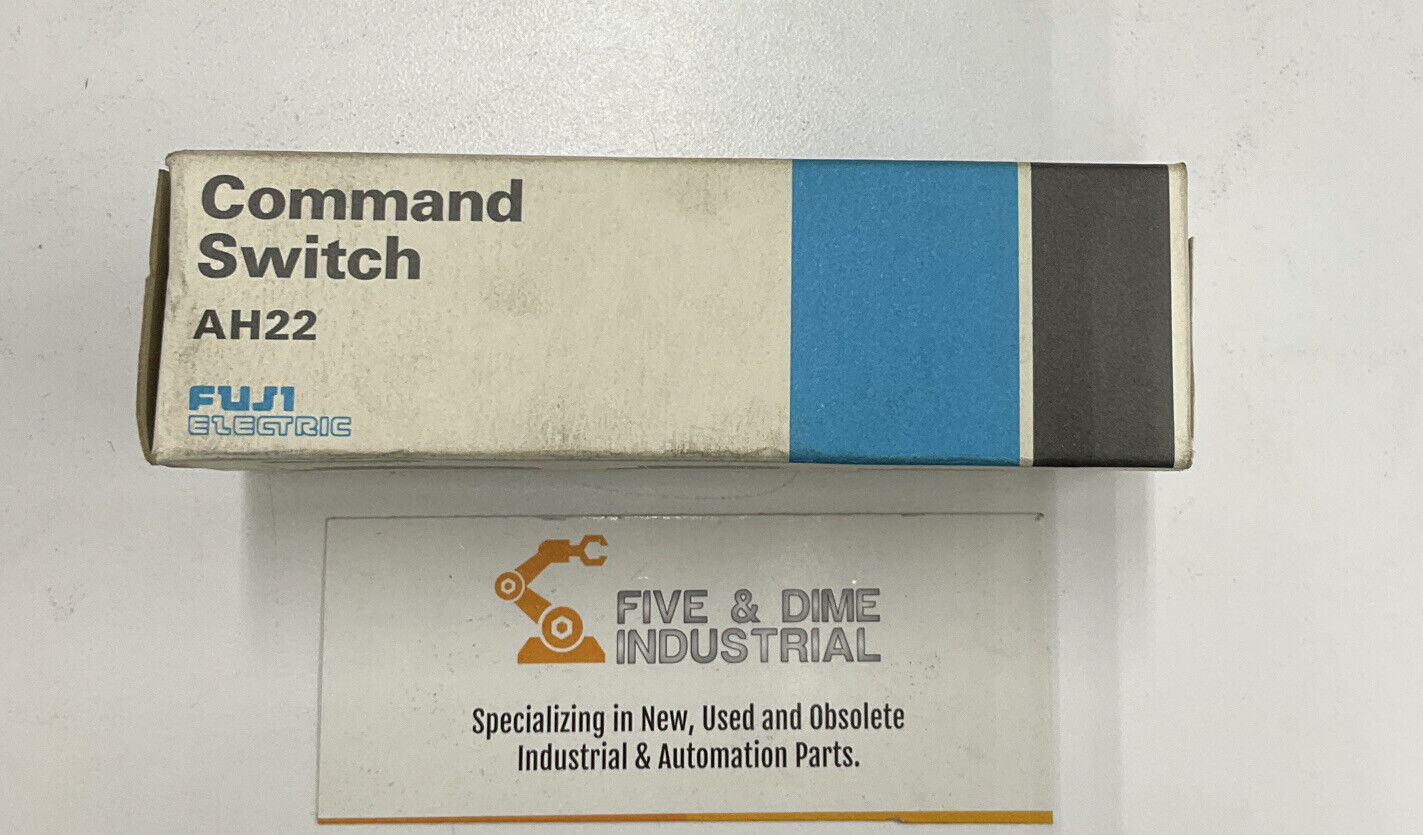 Command
Switch
AH22
FUJI
ELECTRIC
FIVE & DIME
INDUSTRIAL
Specializing in New, Used and Obsolete
Industrial & Automation Parts.